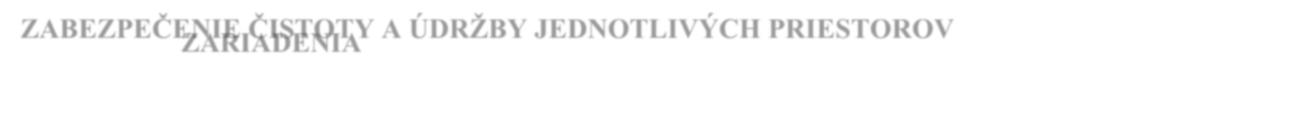 ZABEZPEČENIE ČISTOTY A ÚDRŽBY JEDNOTLIVÝCH PRIESTOROV
ZARIADENIA